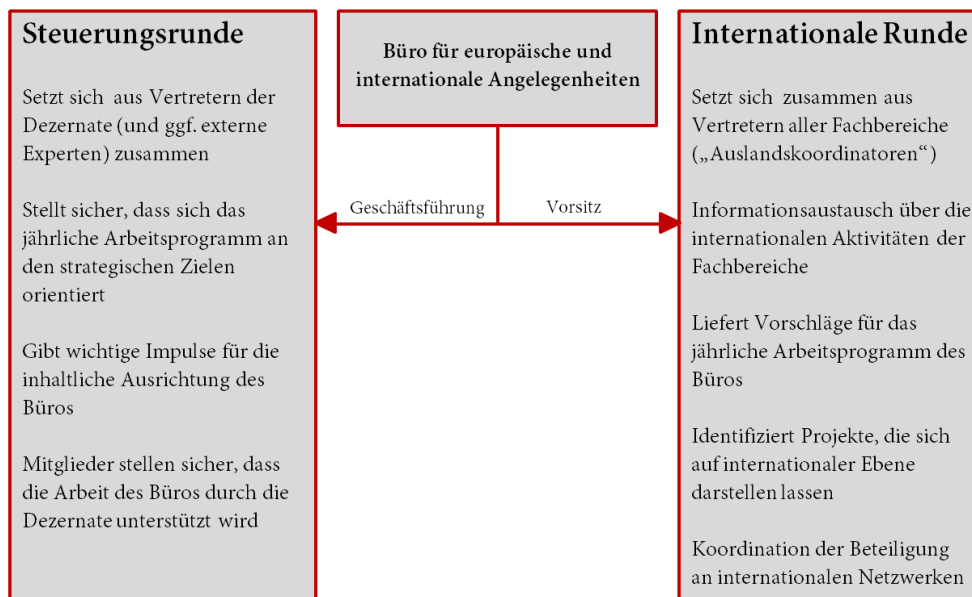 Steuerungsrunde
Setzt sich aus Vertretern der
Dezernate (und ggf. externe
Experten) zusammen
Stellt sicher, dass sich das
jährliche Arbeitsprogramm an
den strategischen Zielen
orientiert
Gibt wichtige Impulse für die
inhaltliche Ausrichtung des
Büros
Mitglieder stellen sicher, dass
die Arbeit des Büros durch die
Dezernate unterstützt wird
Büro für europäische und
internationale Angelegenheiten
Geschäftsführung
Vorsitz
Internationale Runde
Setzt sich zusammen aus
Vertretern aller Fachbereiche
(„Auslandskoordinatoren“)
Informationsaustausch über die
internationalen Aktivitäten der
Fachbereiche
Liefert Vorschläge für das
jährliche Arbeitsprogramm des
Büros
Identifiziert Projekte, die sich
auf internationaler Ebene
darstellen lassen
Koordination der Beteiligung
an internationalen Netzwerken